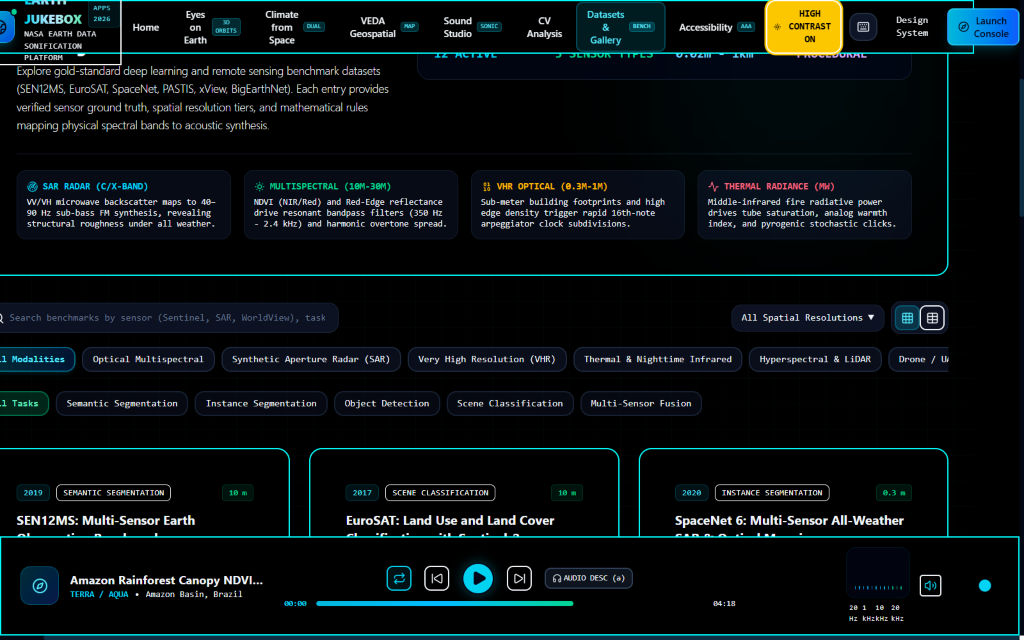 EARTH
JUKEBOX
APPS
2026
NASA EARTH DATA
SONIFICATION
PLATFORM
Home
Eyes
on
Earth
3D
ORBITS
Climate
from
Space
DUAL
VEDA
Geospatial
MAP
Sound
Studio
SONIC
CV
Analysis
Datasets
&
Gallery
BENCH
Accessibility
AAA
HIGH
CONTRAST
ON
Design
System
Launch
Console
12 ACTIVE
5 SENSOR TYPES
0.02m - 1km
PROCEDURAL
Explore gold-standard deep learning and remote sensing benchmark datasets
(SEN12MS, EuroSAT, SpaceNet, PASTIS, xView, BigEarthNet). Each entry provides
verified sensor ground truth, spatial resolution tiers, and mathematical rules
mapping physical spectral bands to acoustic synthesis.
SAR RADAR (C/X-BAND)
VV/VH microwave backscatter maps to 40-
90 Hz sub-bass FM synthesis, revealing
structural roughness under all weather.
MULTISPECTRAL (10M-30M)
NDVI (NIR/Red) and Red-Edge reflectance
drive resonant bandpass filters (350 Hz
- 2.4 kHz) and harmonic overtone spread.
VHR OPTICAL (0.3M-1M)
Sub-meter building footprints and high
edge density trigger rapid 16th-note
arpeggiator clock subdivisions.
THERMAL RADIANCE (MW)
Middle-infrared fire radiative power
drives tube saturation, analog warmth
index, and pyrogenic stochastic clicks.
Search benchmarks by sensor (Sentinel, SAR, WorldView), task
All Spatial Resolutions ▼
ll Modalities
Optical Multispectral
Synthetic Aperture Radar (SAR)
Very High Resolution (VHR)
Thermal & Nighttime Infrared
Hyperspectral & LiDAR
Drone / UA
ll Tasks
Semantic Segmentation
Instance Segmentation
Object Detection
Scene Classification
Multi-Sensor Fusion
2019
SEMANTIC SEGMENTATION
10 m
SEN12MS: Multi-Sensor Earth
2017
SCENE CLASSIFICATION
10 m
EuroSAT: Land Use and Land Cover
2020
INSTANCE SEGMENTATION
0.3 m
SpaceNet 6: Multi-Sensor All-Weather
Amazon Rainforest Canopy NDVI...
TERRA / AQUA • Amazon Basin, Brazil
AUDIO DESC (a)
00:00
04:18
20 1 10 20
Hz kHz kHz kHz